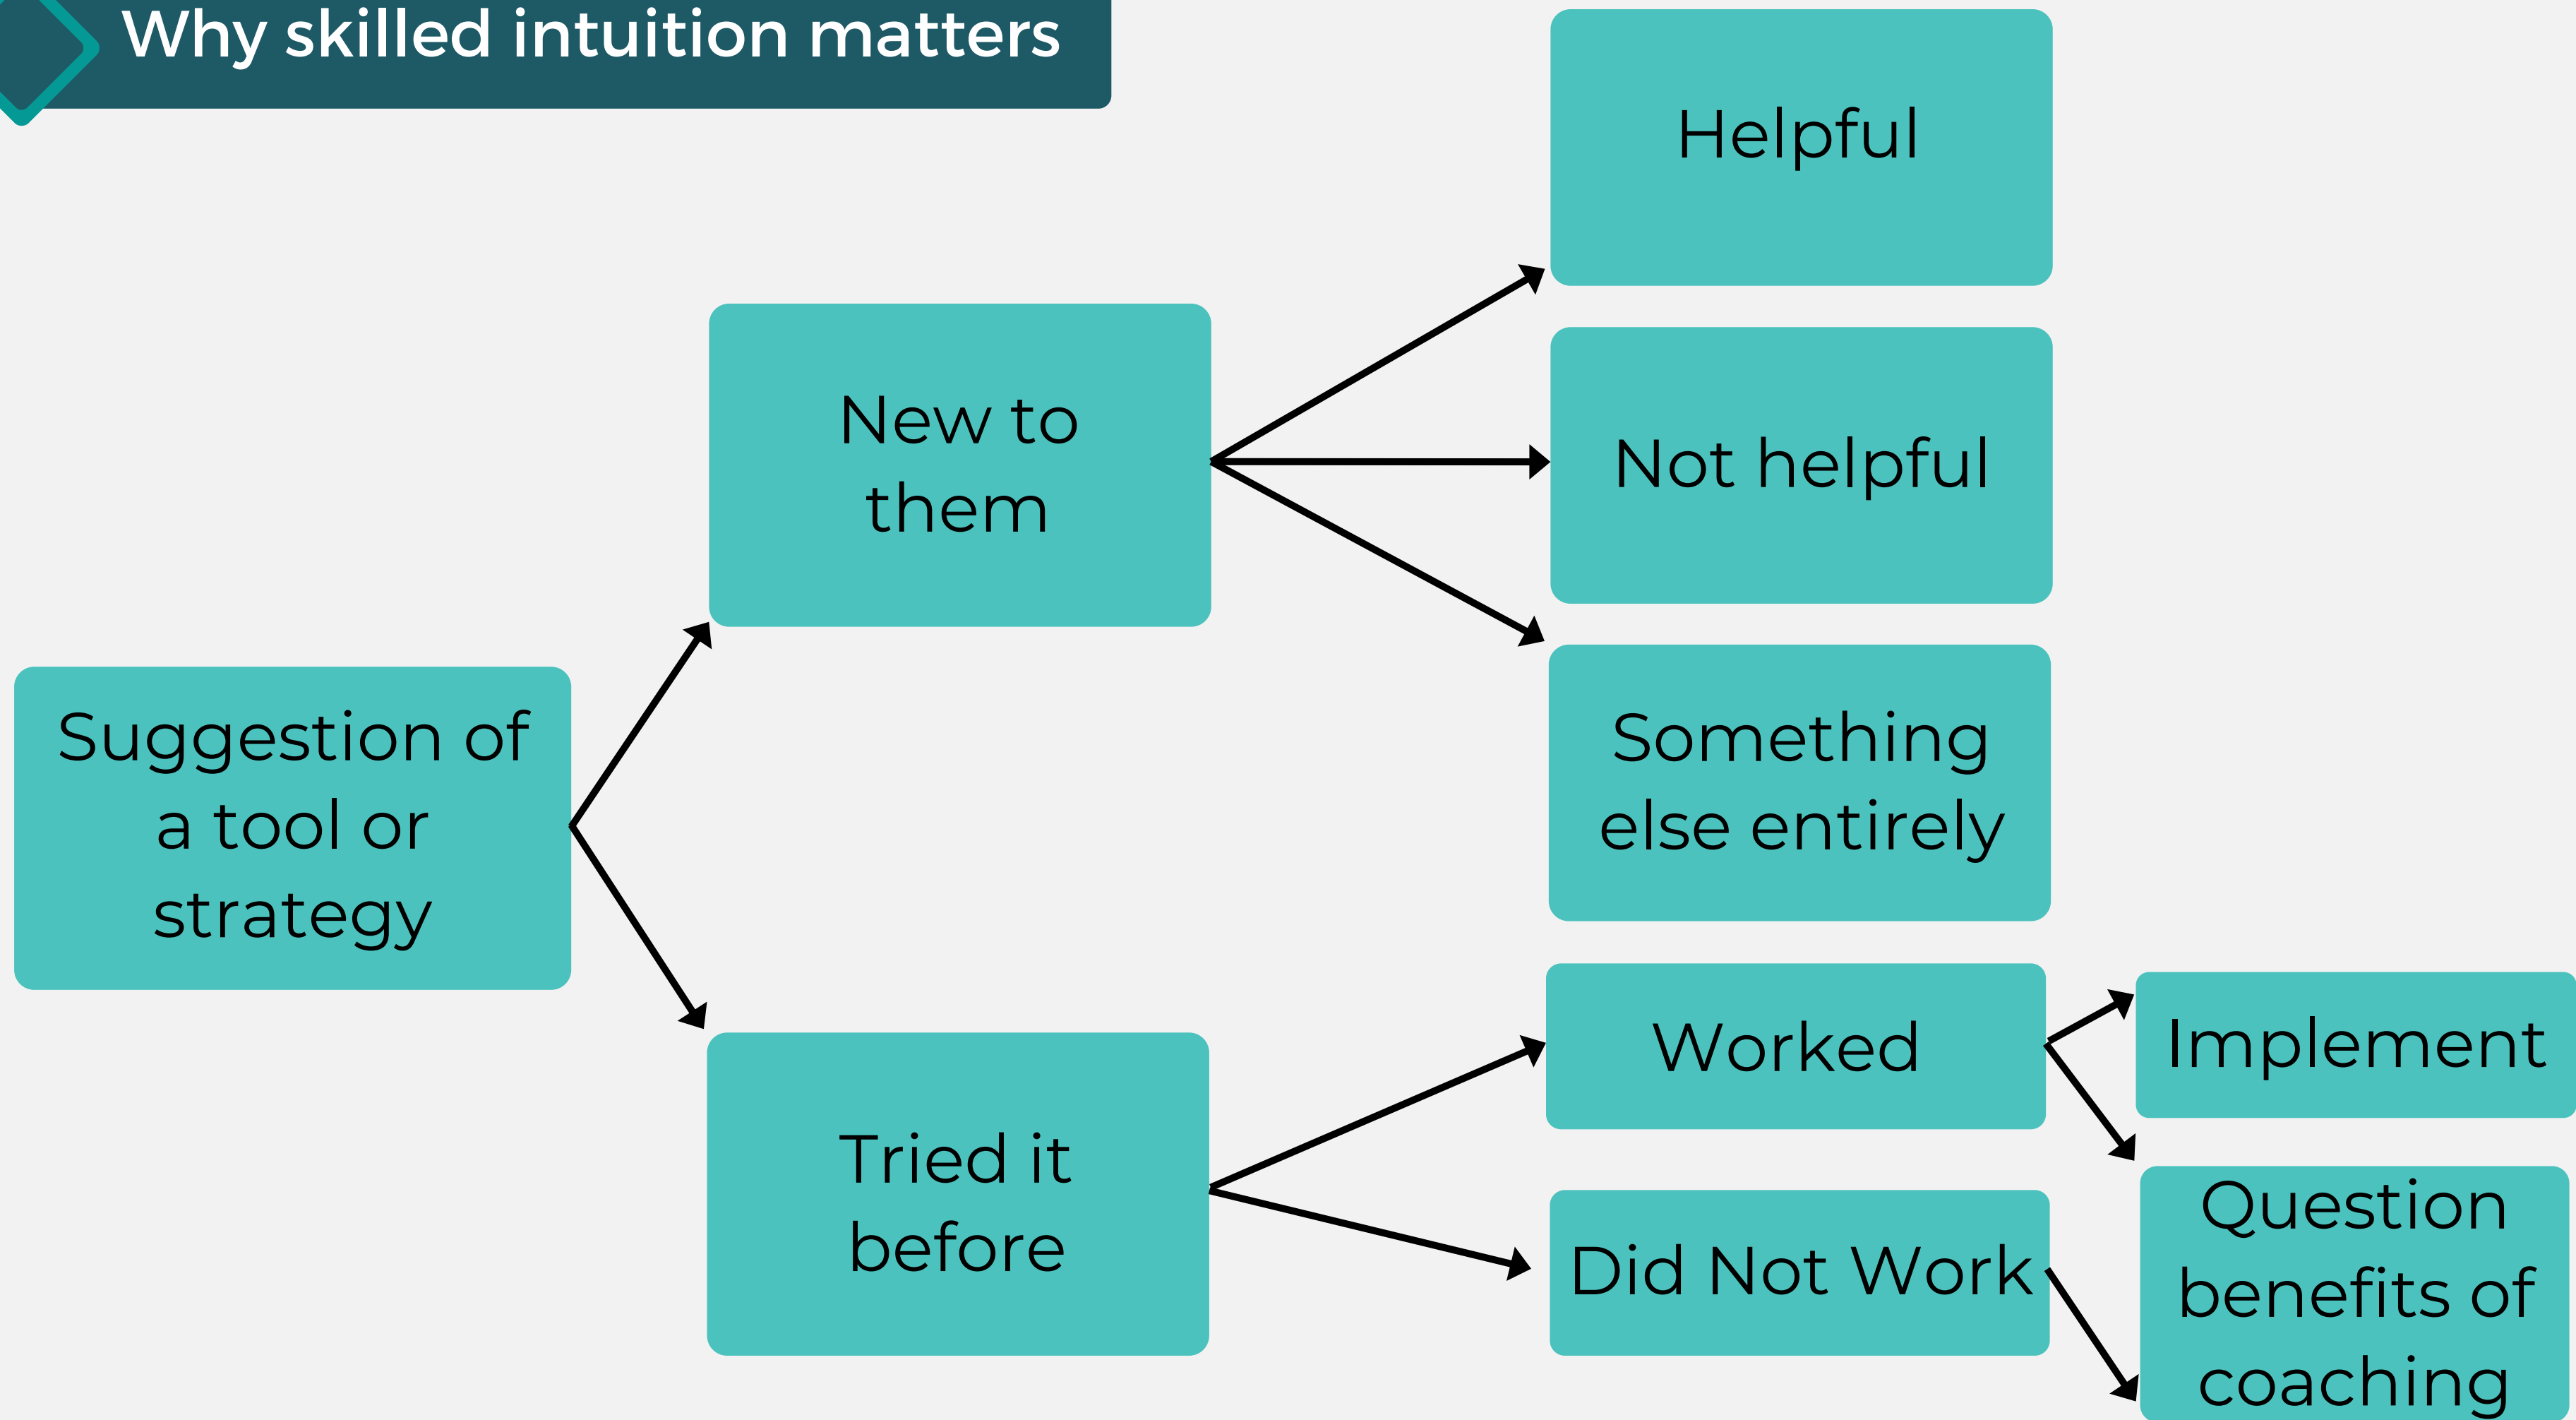 Why skilled intuition matters
Helpful
New to
them
Not helpful
Suggestion of
a tool or
strategy
Something
else entirely
Tried it
before
Worked
Implement
Did Not Work
Question
benefits of
coaching